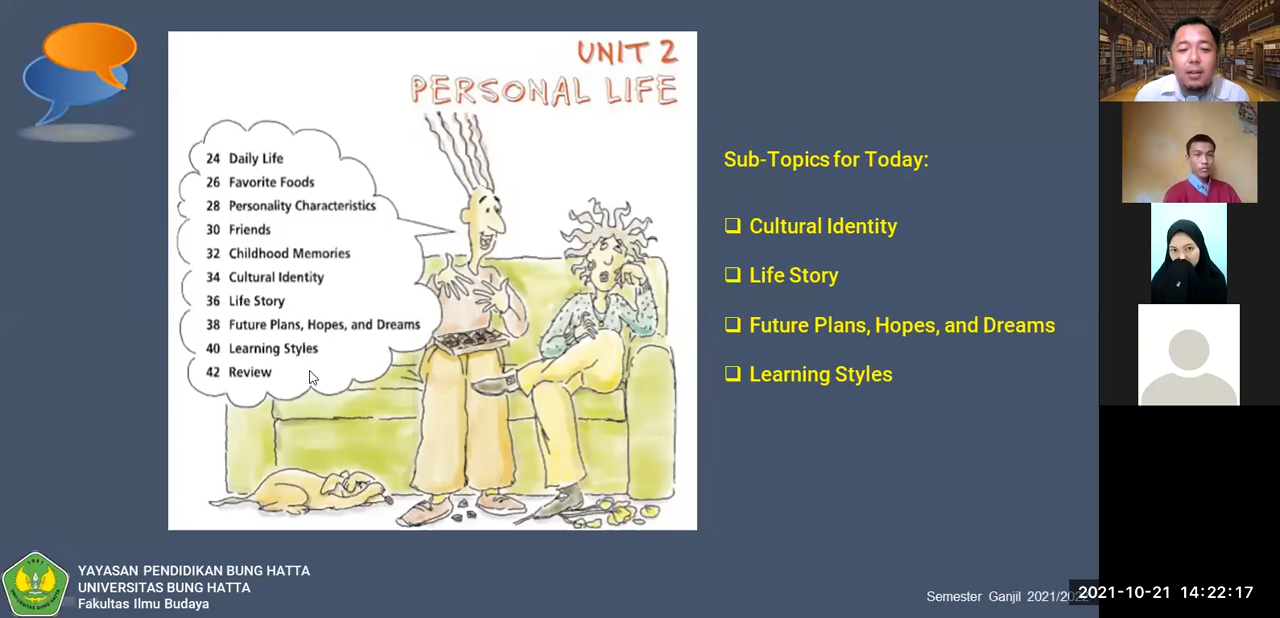 UNIT 2
PERSONAL LIFE
24 Daily Life
26 Favorite Foods
28 Personality Characteristics
30 Friends
32 Childhood Memories
34 Cultural Identity
36 Life Story
38 Future Plans, Hopes, and Dreams
40 Learning Styles
42 Review
Sub-Topics for Today:
Cultural Identity
Life Story
Future Plans, Hopes, and Dreams
Learning Styles
YAYASAN PENDIDIKAN BUNG HATTA
UNIVERSITAS BUNG HATTA
Fakultas Ilmu Budaya
Semester Ganjil 2021/2022
2021-10-21 14:22:17